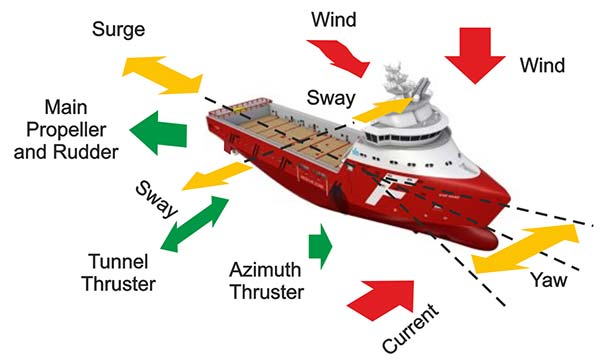 Surge
Wind
Wind
Sway
Main
Propeller
and Rudder
Sway
Tunnel
Thruster
Azimuth
Thruster
Current
Yaw
F